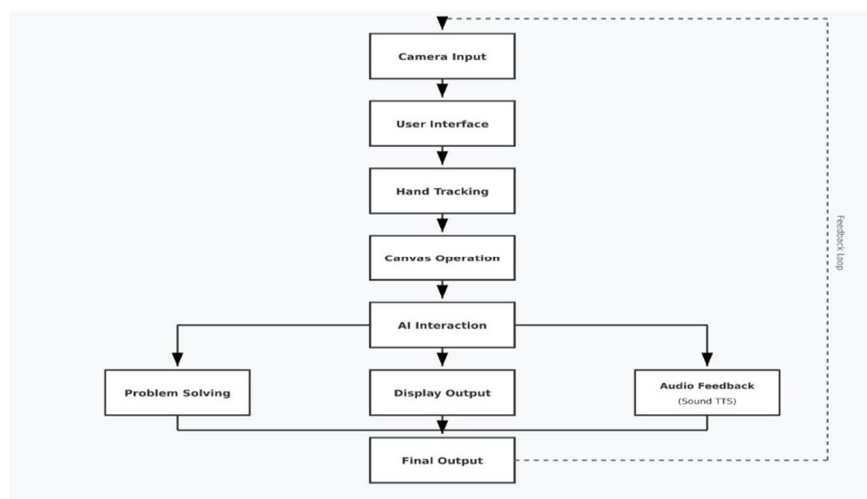 Camera Input
User Interface
Hand Tracking
Canvas Operation
Feedback Loop
AI Interaction
Problem Solving
Display Output
Audio Feedback
(Sound TTS)
Final Output